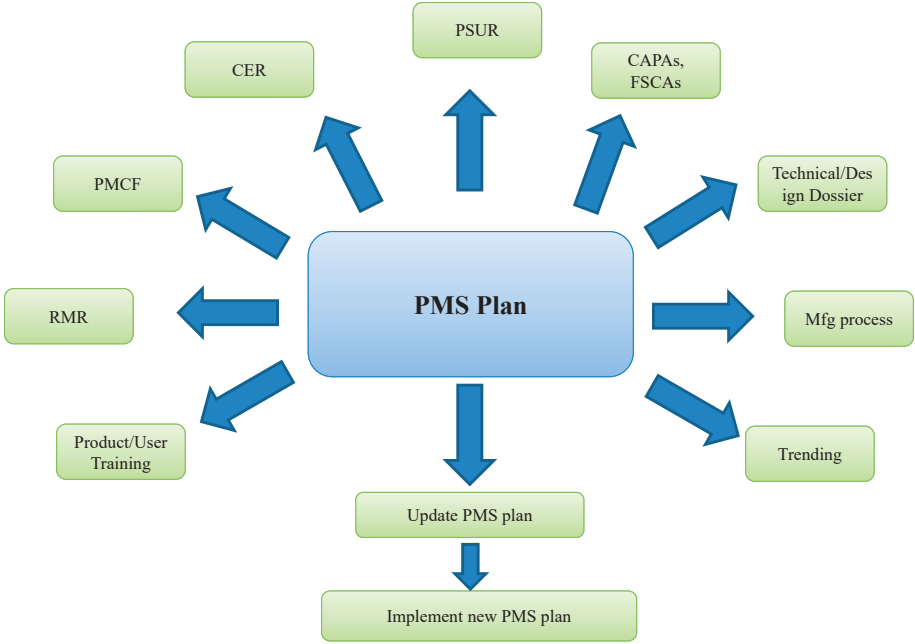 PSUR
CER
CAPAs,
FSCAs
PMCF
Technical/Des
ign Dossier
PMS Plan
RMR
Mfg process
Product/User
Training
Trending
Update PMS plan
Implement new PMS plan